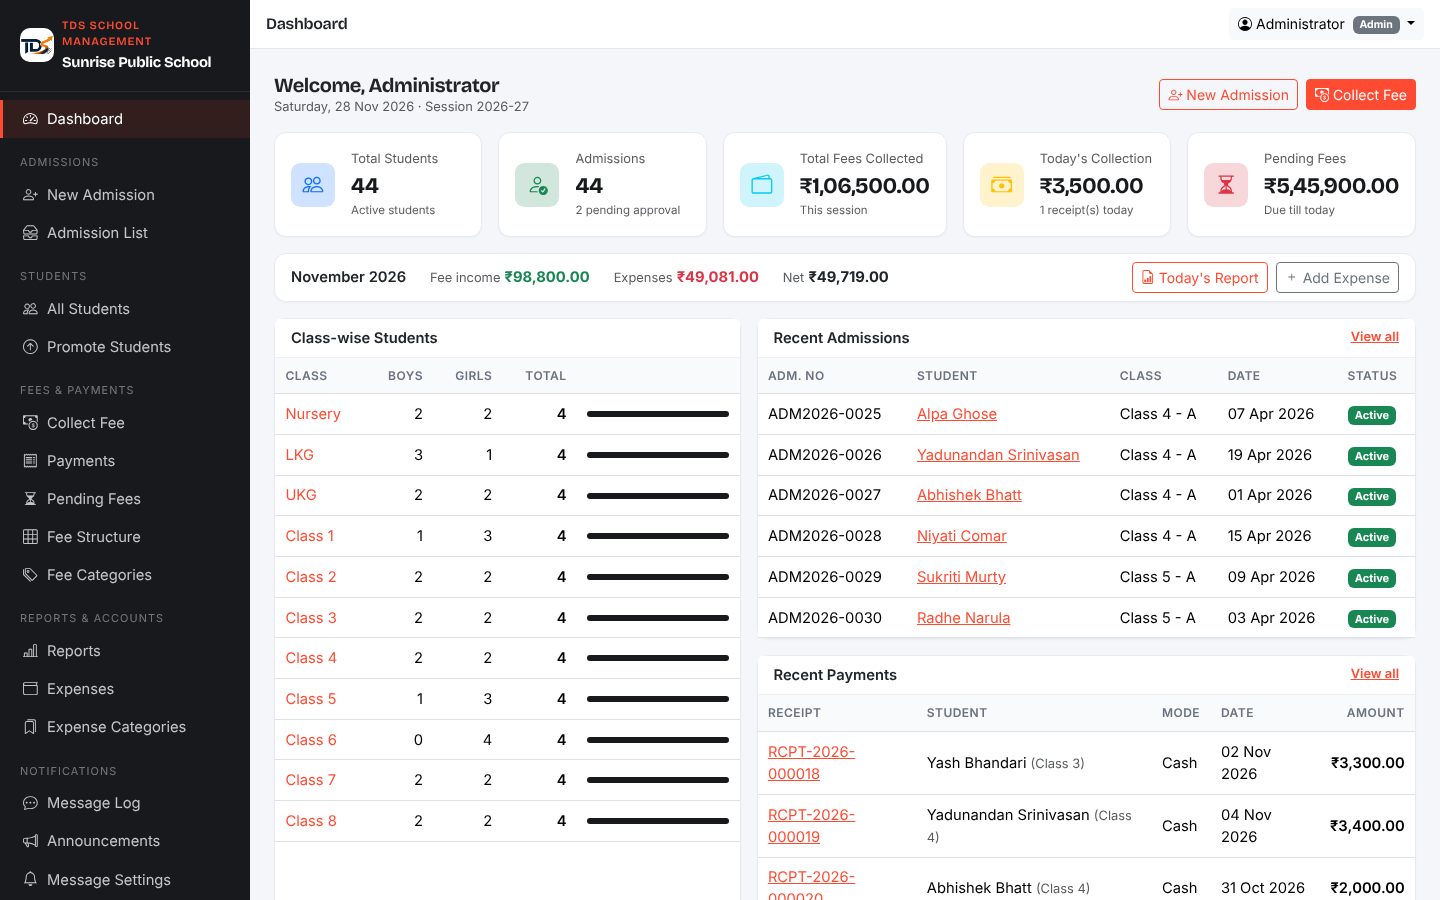 TDS
TDS SCHOOL
MANAGEMENT
Sunrise Public School
Dashboard
ADMISSIONS
New Admission
Admission List
STUDENTS
All Students
Promote Students
FEES & PAYMENTS
Collect Fee
Payments
Pending Fees
Fee Structure
Fee Categories
REPORTS & ACCOUNTS
Reports
Expenses
Expense Categories
NOTIFICATIONS
Message Log
Announcements
Message Settings
Dashboard
Administrator Admin
Welcome, Administrator
Saturday, 28 Nov 2026 · Session 2026-27
New Admission
Collect Fee
Total Students
44
Active students
Admissions
44
2 pending approval
Total Fees Collected
₹1,06,500.00
This session
Today's Collection
₹3,500.00
1 receipt(s) today
Pending Fees
₹5,45,900.00
Due till today
November 2026 Fee income ₹98,800.00 Expenses ₹49,081.00 Net ₹49,719.00
Today's Report
+ Add Expense
Class-wise Students
CLASS BOYS GIRLS TOTAL
Nursery 2 2 4
LKG 3 1 4
UKG 2 2 4
Class 1 1 3 4
Class 2 2 2 4
Class 3 2 2 4
Class 4 2 2 4
Class 5 1 3 4
Class 6 0 4 4
Class 7 2 2 4
Class 8 2 2 4
Recent Admissions View all
ADM. NO STUDENT CLASS DATE STATUS
ADM2026-0025 Alpa Ghose Class 4 - A 07 Apr 2026 Active
ADM2026-0026 Yadunandan Srinivasan Class 4 - A 19 Apr 2026 Active
ADM2026-0027 Abhishek Bhatt Class 4 - A 01 Apr 2026 Active
ADM2026-0028 Niyati Comar Class 4 - A 15 Apr 2026 Active
ADM2026-0029 Sukriti Murty Class 5 - A 09 Apr 2026 Active
ADM2026-0030 Radhe Narula Class 5 - A 03 Apr 2026 Active
Recent Payments View all
RECEIPT STUDENT MODE DATE AMOUNT
RCPT-2026-
000018
Yash Bhandari (Class 3) Cash
02 Nov
2026
₹3,300.00
RCPT-2026-
000019
Yadunandan Srinivasan (Class
4)
Cash
04 Nov
2026
₹3,400.00
RCPT-2026-
000020
Abhishek Bhatt (Class 4) Cash 31 Oct 2026 ₹2,000.00